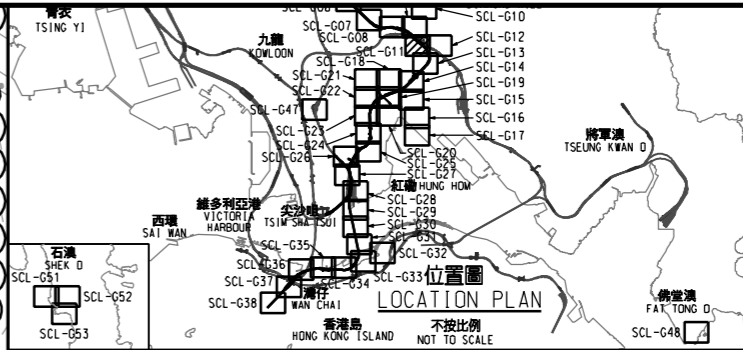 青衣
TSING YI
九龍
KOWLOON
SCL-G07
SCL-G08
SCL-G10
SCL-G11
SCL-G12
SCL-G13
SCL-G18
SCL-G14
SCL-G21
SCL-G19
SCL-G22
SCL-G15
SCL-G47
SCL-G16
SCL-G23
SCL-G17
SCL-G24
SCL-G20
SCL-G26
SCL-G25
SCL-G27
將軍澳
TSEUNG KWAN O
紅磡
HUNG HOM
SCL-G28
SCL-G29
SCL-G30
SCL-G31
維多利亞港
VICTORIA
HARBOUR
尖沙咀
TSIM SHA TSUI
西環
SAI WAN
SCL-G35
SCL-G32
SCL-G36
SCL-G33
SCL-G37
SCL-G34
SCL-G38
灣仔
WAN CHAI
石澳
SHEK O
SCL-G51
SCL-G52
SCL-G53
位置圖
LOCATION PLAN
香港島
HONG KONG ISLAND
不按比例
NOT TO SCALE
佛堂澳
FAT TONG O
SCL-G48